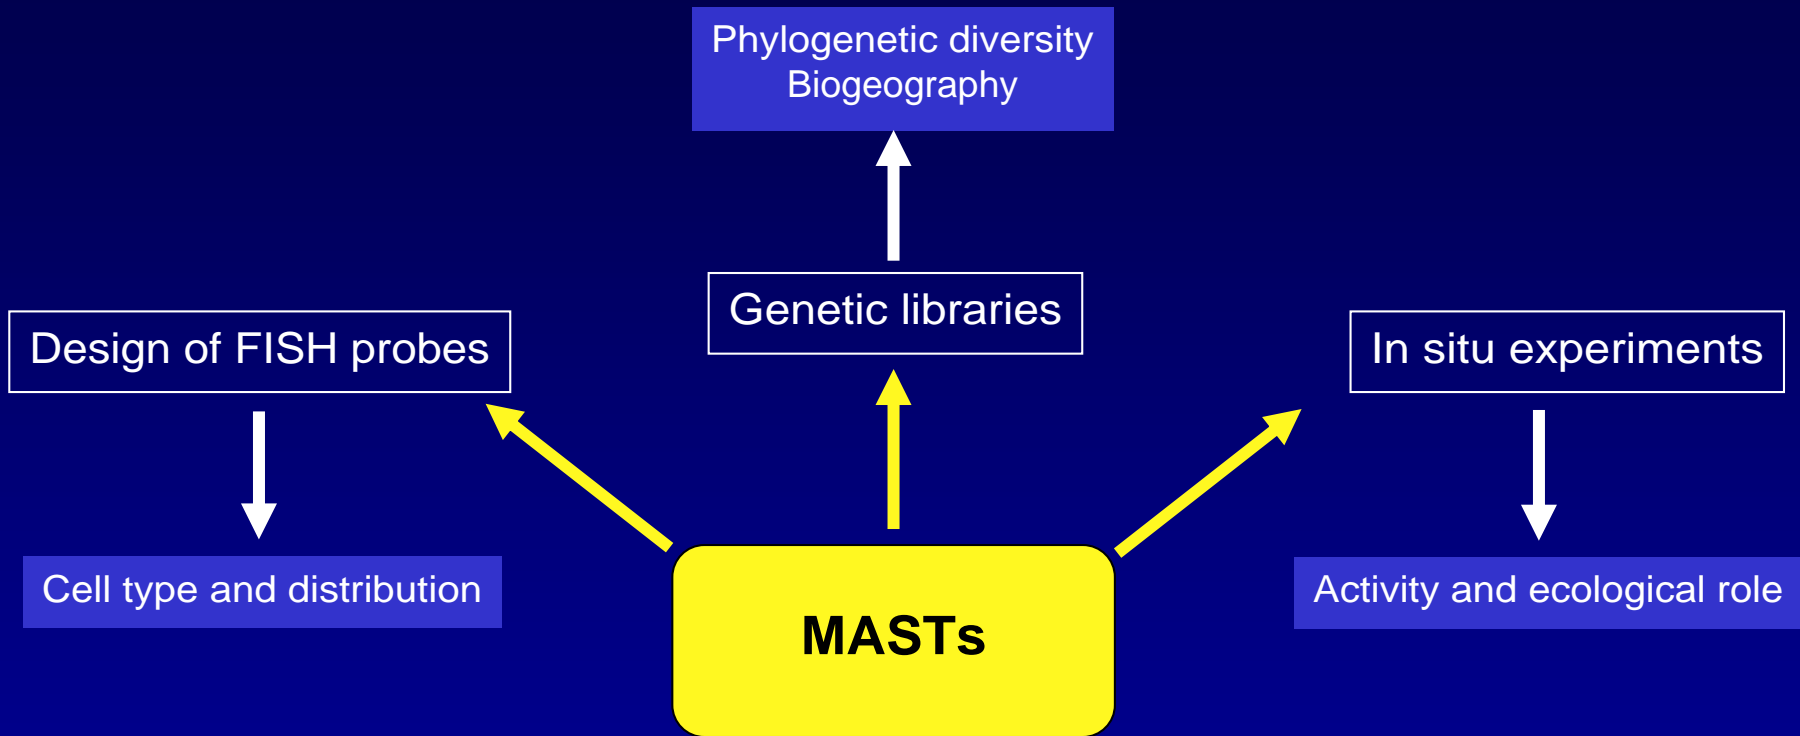 Phylogenetic diversity
Biogeography
Genetic libraries
Design of FISH probes
In situ experiments
Cell type and distribution
Activity and ecological role
MASTs